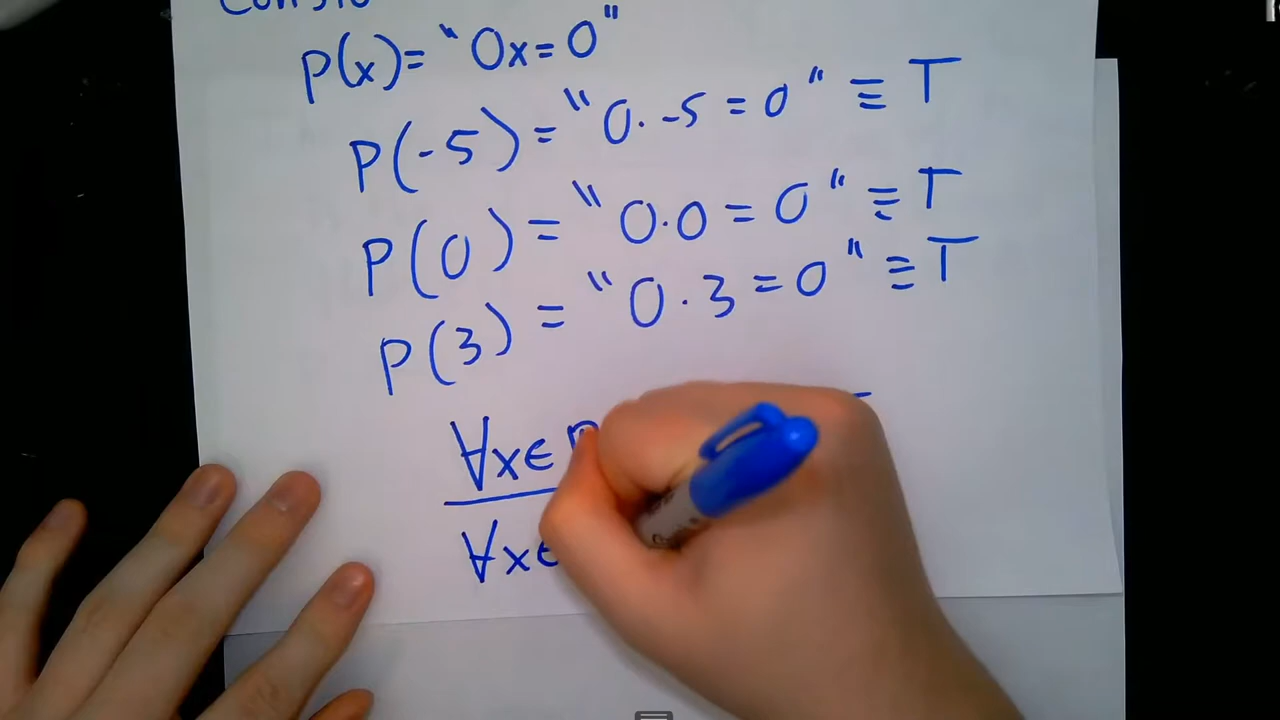 P(x) = "0x = 0"
P(-5) = "0 · -5 = 0" ≡ T
P(0) = "0 · 0 = 0" ≡ T
P(3) = "0 · 3 = 0" ≡ T
∀x∈
∀x∈